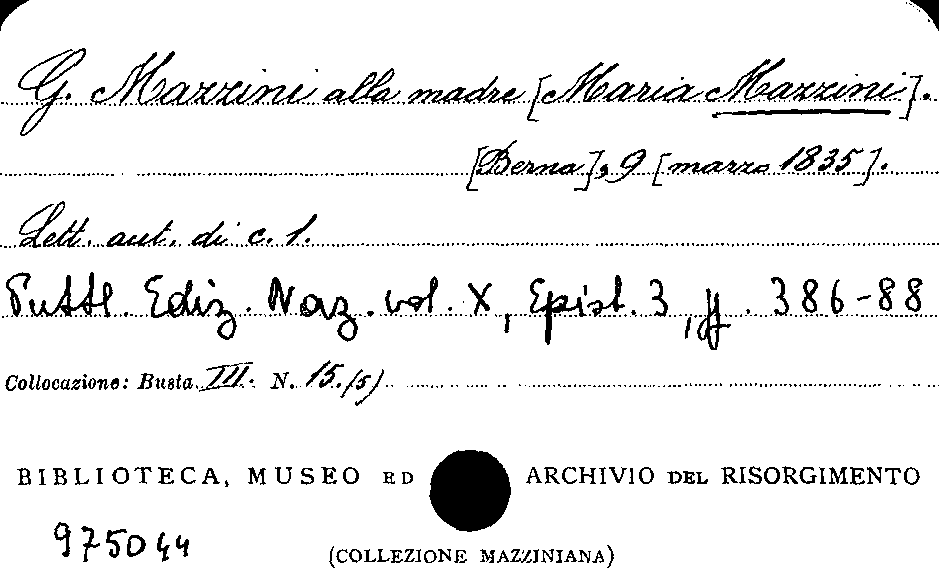 G. Mazzini alla madre [Maria Mazzini].
[Berna], 9 [marzo 1835].
Lett. aut. di c. 1.
Pubbl. Ediz. Naz. vol. X, Epist. 3, pp. 386-88
Collocazione: Busta III. N. 15.(5)
BIBLIOTECA, MUSEO ED ARCHIVIO DEL RISORGIMENTO
975044
(COLLEZIONE MAZZINIANA)